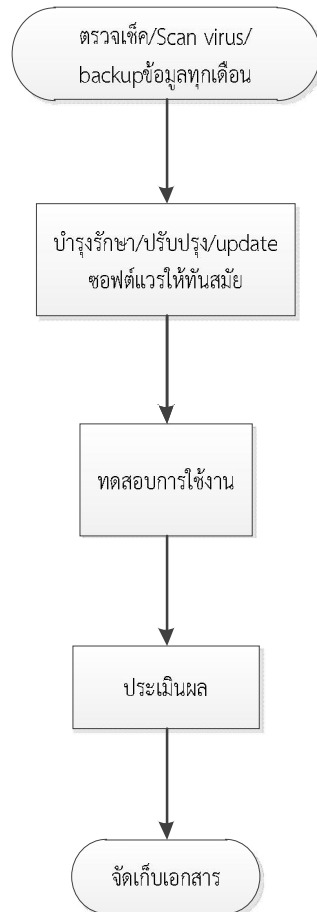 ตรวจเช็ค/Scan virus/
backupข้อมูลทุกเดือน
บำรุงรักษา/ปรับปรุง/update
ซอฟต์แวรให้ทันสมัย
ทดสอบการใช้งาน
ประเมินผล
จัดเก็บเอกสาร